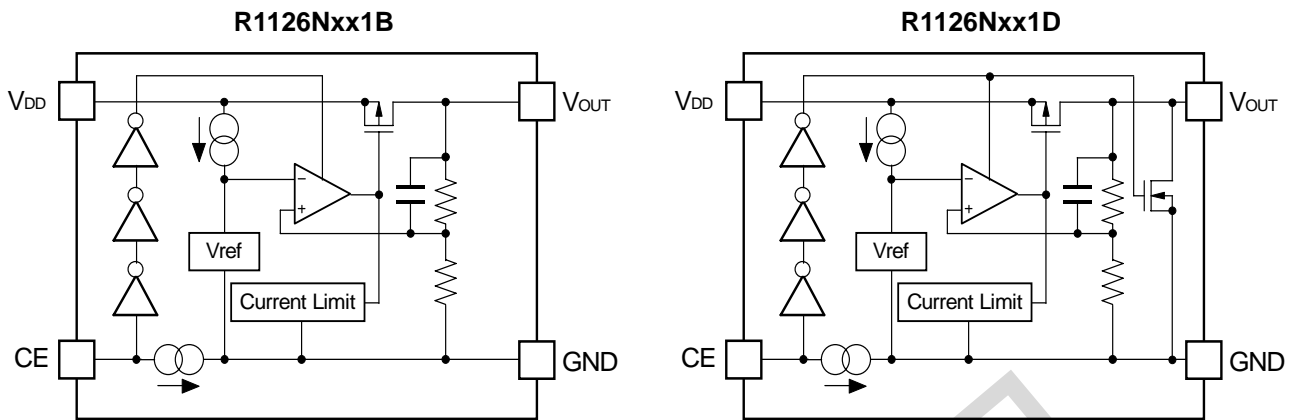 R1126Nxx1B
VDD
VOUT
−
+
Vref
Current Limit
CE
GND
R1126Nxx1D
VDD
VOUT
−
+
Vref
Current Limit
CE
GND